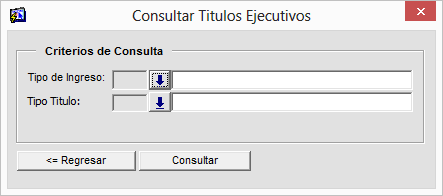 Consultar Titulos Ejecutivos
Criterios de Consulta
Tipo de Ingreso:
Tipo Titulo:
<= Regresar
Consultar